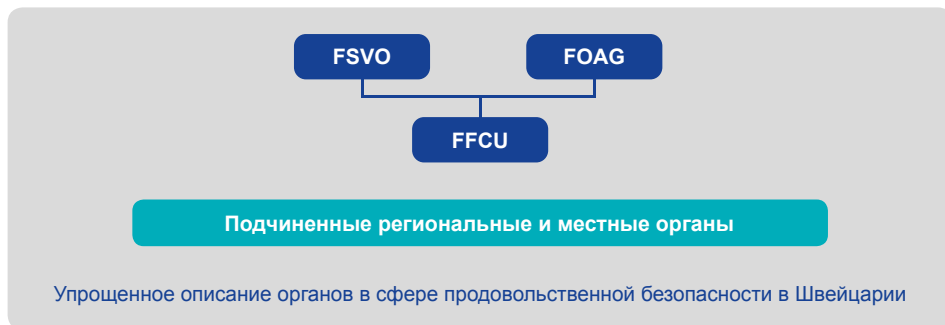 FSVO FOAG
FFCU
Подчиненные региональные и местные органы
Упрощенное описание органов в сфере продовольственной безопасности в Швейцарии